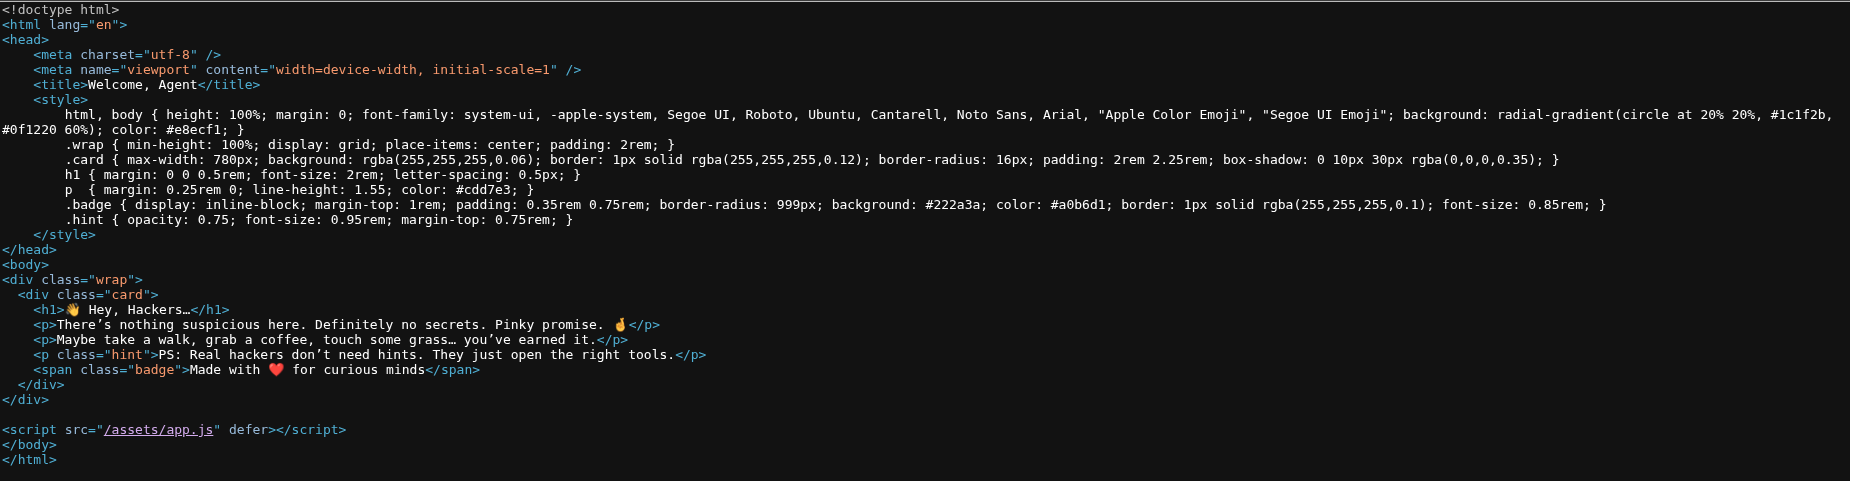 <!doctype html>
<html lang="en">
<head>
    <meta charset="utf-8" />
    <meta name="viewport" content="width=device-width, initial-scale=1" />
    <title>Welcome, Agent</title>
    <style>
        html, body { height: 100%; margin: 0; font-family: system-ui, -apple-system, Segoe UI, Roboto, Ubuntu, Cantarell, Noto Sans, Arial, "Apple Color Emoji", "Segoe UI Emoji"; background: radial-gradient(circle at 20% 20%, #1c1f2b,
#0f1220 60%); color: #e8ecf1; }
        .wrap { min-height: 100%; display: grid; place-items: center; padding: 2rem; }
        .card { max-width: 780px; background: rgba(255,255,255,0.06); border: 1px solid rgba(255,255,255,0.12); border-radius: 16px; padding: 2rem 2.25rem; box-shadow: 0 10px 30px rgba(0,0,0,0.35); }
        h1 { margin: 0 0 0.5rem; font-size: 2rem; letter-spacing: 0.5px; }
        p  { margin: 0.25rem 0; line-height: 1.55; color: #cdd7e3; }
        .badge { display: inline-block; margin-top: 1rem; padding: 0.35rem 0.75rem; border-radius: 999px; background: #222a3a; color: #a0b6d1; border: 1px solid rgba(255,255,255,0.1); font-size: 0.85rem; }
        .hint { opacity: 0.75; font-size: 0.95rem; margin-top: 0.75rem; }
    </style>
</head>
<body>
<div class="wrap">
  <div class="card">
    <h1>👋 Hey, Hackers…</h1>
    <p>There’s nothing suspicious here. Definitely no secrets. Pinky promise. 🤞</p>
    <p>Maybe take a walk, grab a coffee, touch some grass… you’ve earned it.</p>
    <p class="hint">PS: Real hackers don’t need hints. They just open the right tools.</p>
    <span class="badge">Made with ❤️ for curious minds</span>
  </div>
</div>

<script src="/assets/app.js" defer></script>
</body>
</html>